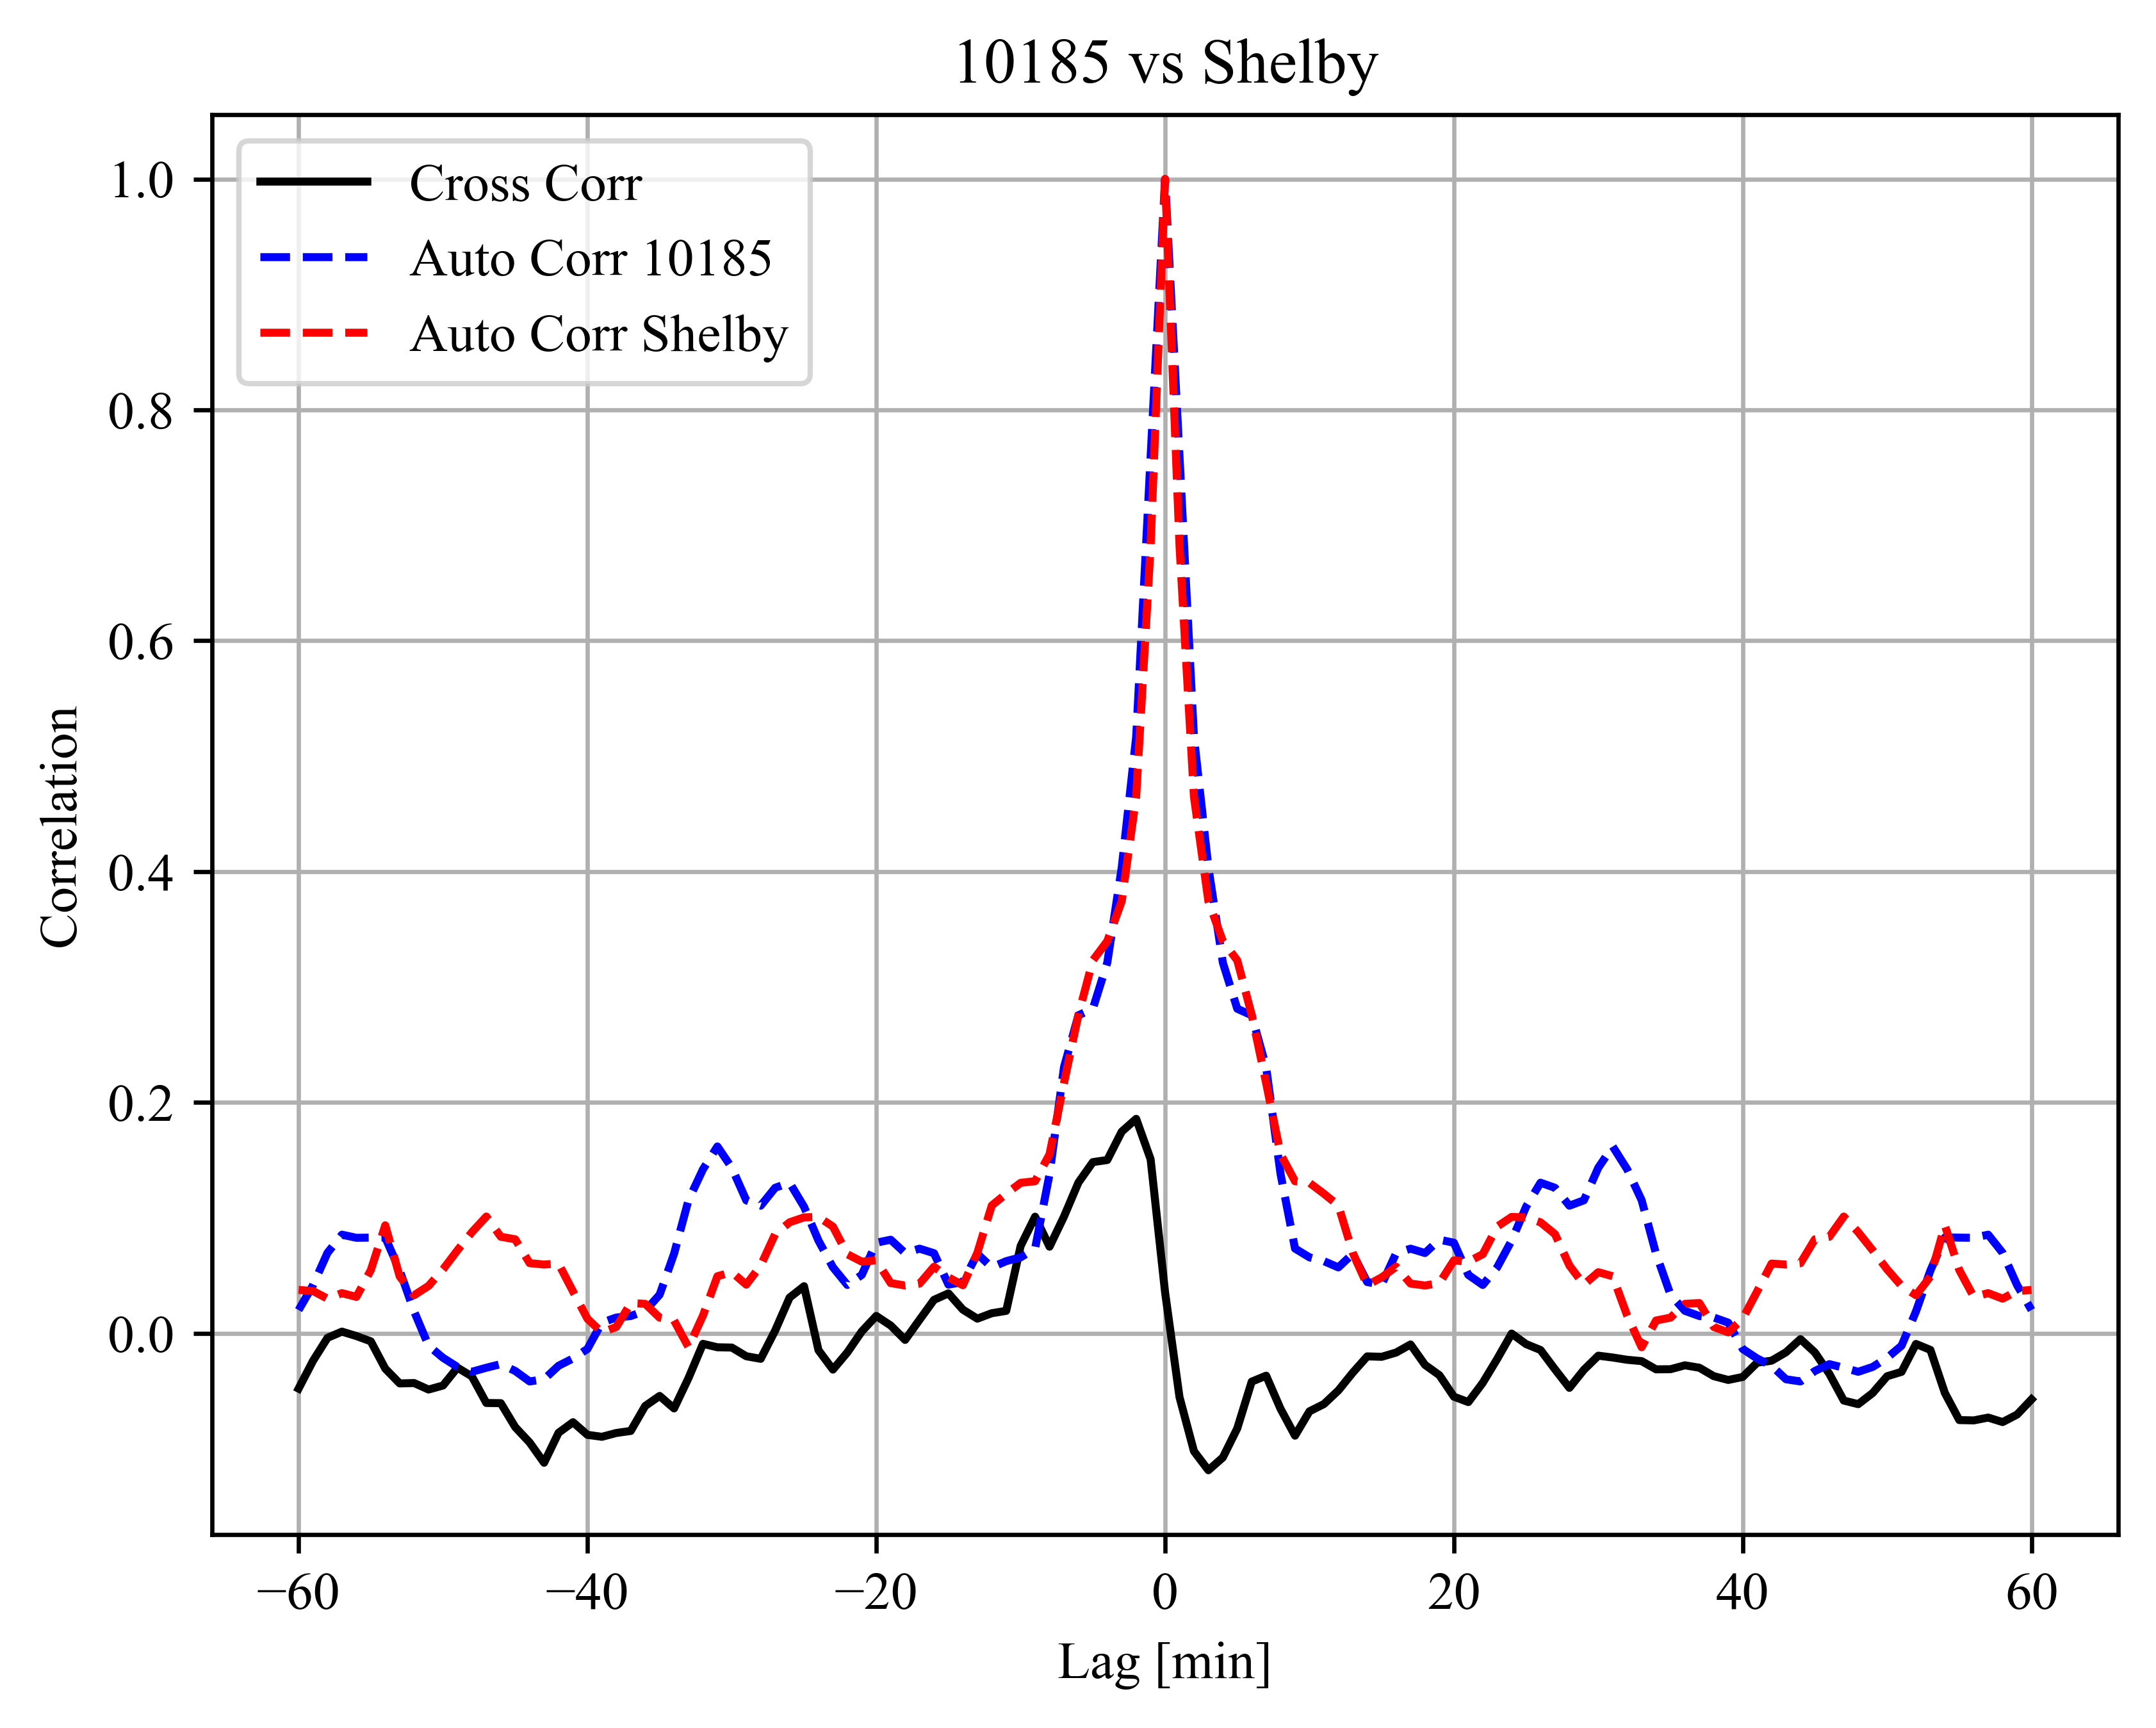 10185 vs Shelby
Cross Corr
Auto Corr 10185
Auto Corr Shelby
1.0
0.8
0.6
0.4
0.2
0.0
Correlation
−60 −40 −20 0 20 40 60
Lag [min]